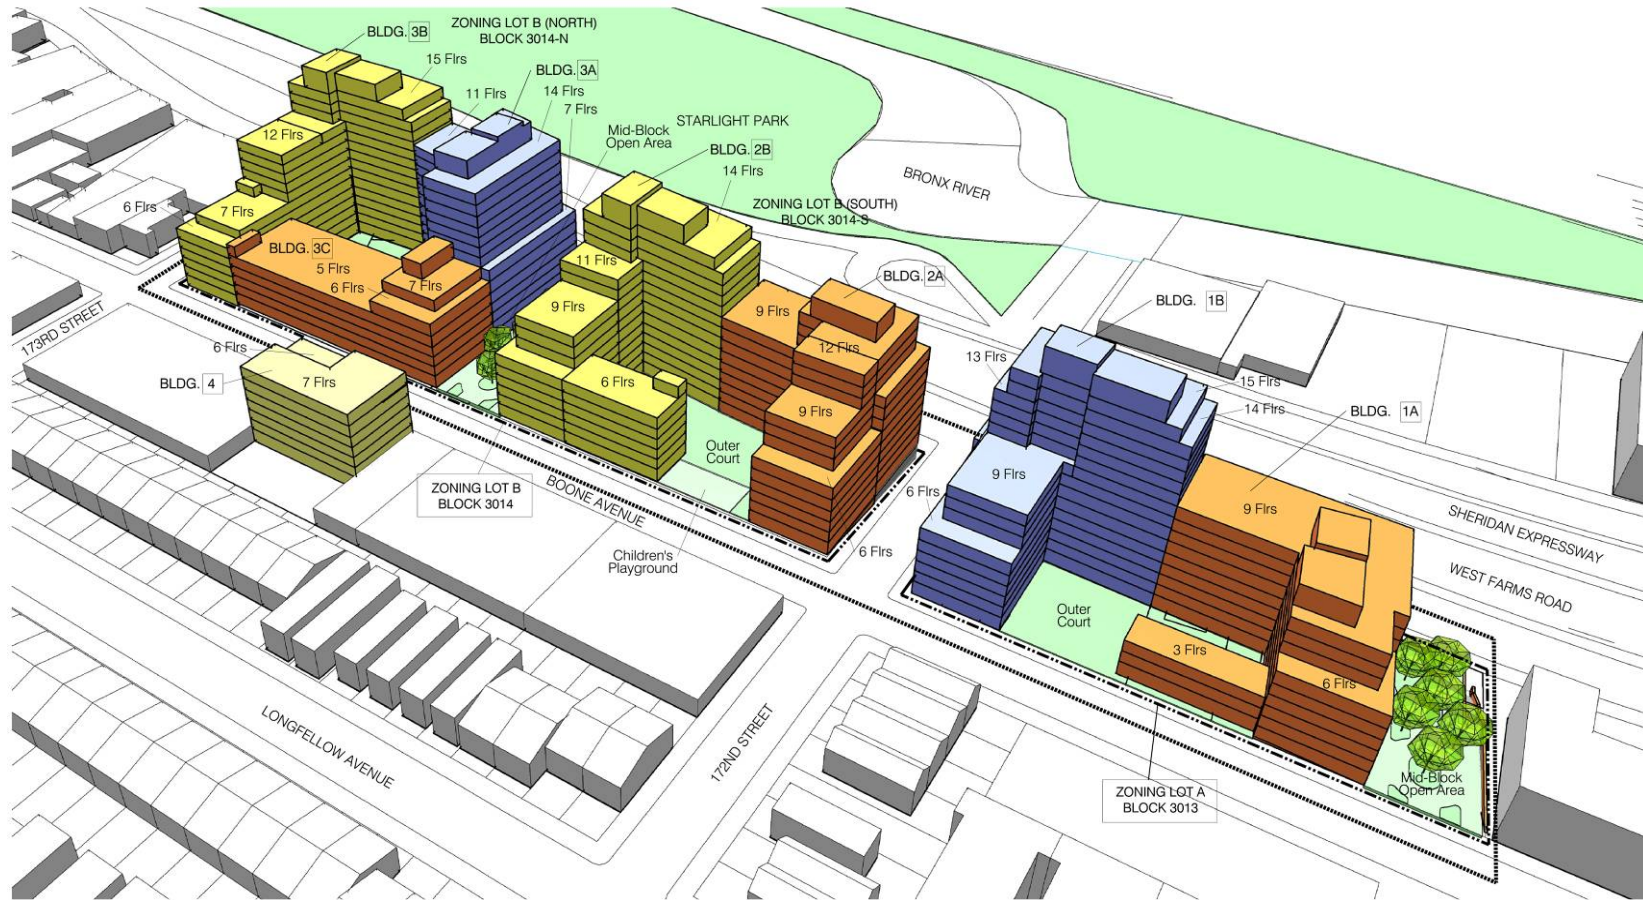 ZONING LOT B (NORTH)
BLOCK 3014-N
BLDG. 3B
15 Flrs
BLDG. 3A
11 Flrs
14 Flrs
7 Flrs
Mid-Block
Open Area
STARLIGHT PARK
BLDG. 2B
14 Flrs
12 Flrs
BRONX RIVER
ZONING LOT B (SOUTH)
BLOCK 3014-S
6 Flrs
7 Flrs
BLDG. 3C
5 Flrs
6 Flrs
7 Flrs
11 Flrs
9 Flrs
BLDG. 2A
9 Flrs
12 Flrs
BLDG. 1B
173RD STREET
6 Flrs
BLDG. 4
7 Flrs
6 Flrs
9 Flrs
13 Flrs
15 Flrs
14 Flrs
BLDG. 1A
Outer
Court
ZONING LOT B
BLOCK 3014
BOONE AVENUE
9 Flrs
6 Flrs
9 Flrs
SHERIDAN EXPRESSWAY
WEST FARMS ROAD
6 Flrs
Children's
Playground
Outer
Court
3 Flrs
6 Flrs
LONGFELLOW AVENUE
172ND STREET
Mid-Block
Open Area
ZONING LOT A
BLOCK 3013